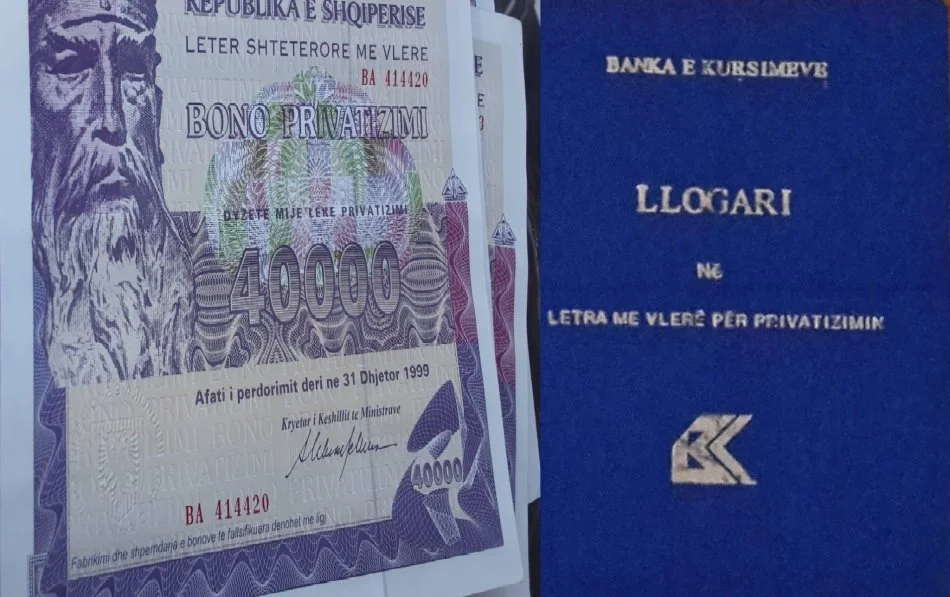 REPUBLIKA E SHQIPERISE
LETER SHTETERORE ME VLERE
BA 414420
BONO PRIVATIZIMI
DYZETE MIJE LEKE PRIVATIZIMI
40000
Afati i perdorimit deri ne 31 Dhjetor 1999
Kryetar i Keshillit te Ministrave
40000
BA 414420
Fabrikimi dhe shperndarja e bonove te falsifikuara denohet me ligj
E
E
3
BANKA E KURSIMEVE
LLOGARI
Në
LETRA ME VLERË PËR PRIVATIZIMIN
BK